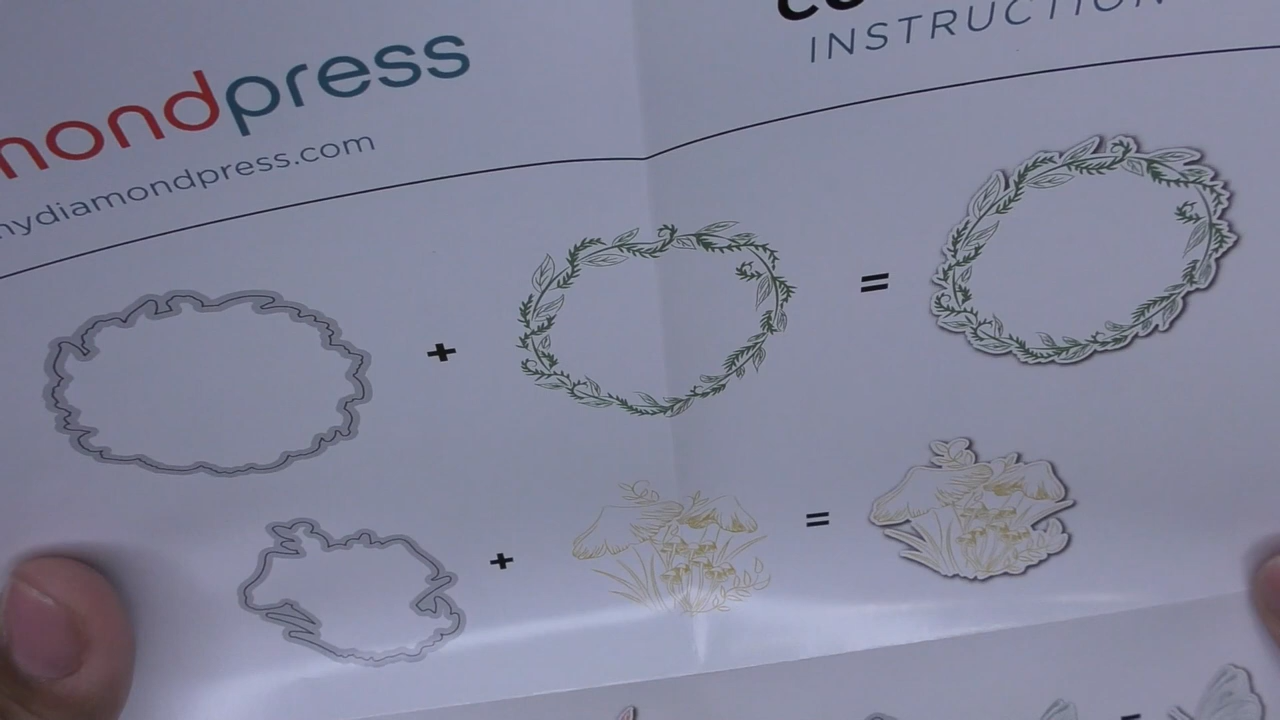 mondpress
mydiamondpress.com
INSTRUCTION
+
=
+
=
=